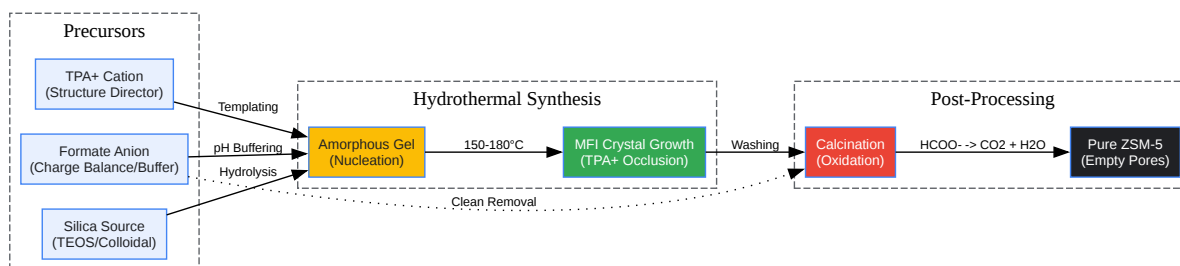 Precursors
TPA+ Cation
(Structure Director)
Formate Anion
(Charge Balance/Buffer)
Silica Source
(TEOS/Colloidal)
Templating
pH Buffering
Hydrolysis
Hydrothermal Synthesis
Amorphous Gel
(Nucleation)
150-180°C
MFI Crystal Growth
(TPA+ Occlusion)
Washing
Clean Removal
Post-Processing
Calcination
(Oxidation)
HCOO- -> CO2 + H2O
Pure ZSM-5
(Empty Pores)